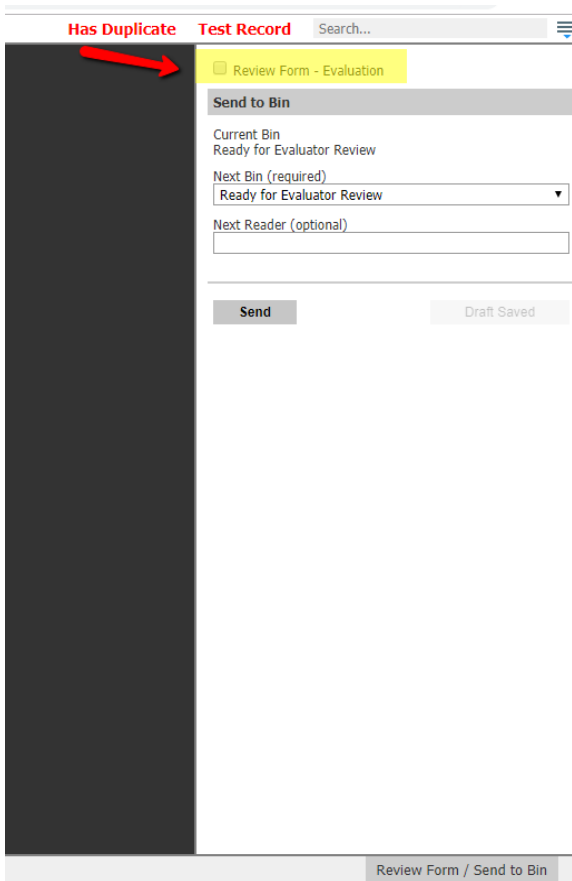 Has Duplicate Test Record Search...
Review Form - Evaluation
Send to Bin
Current Bin
Ready for Evaluator Review
Next Bin (required)
Ready for Evaluator Review
Next Reader (optional)
Send Draft Saved
Review Form / Send to Bin